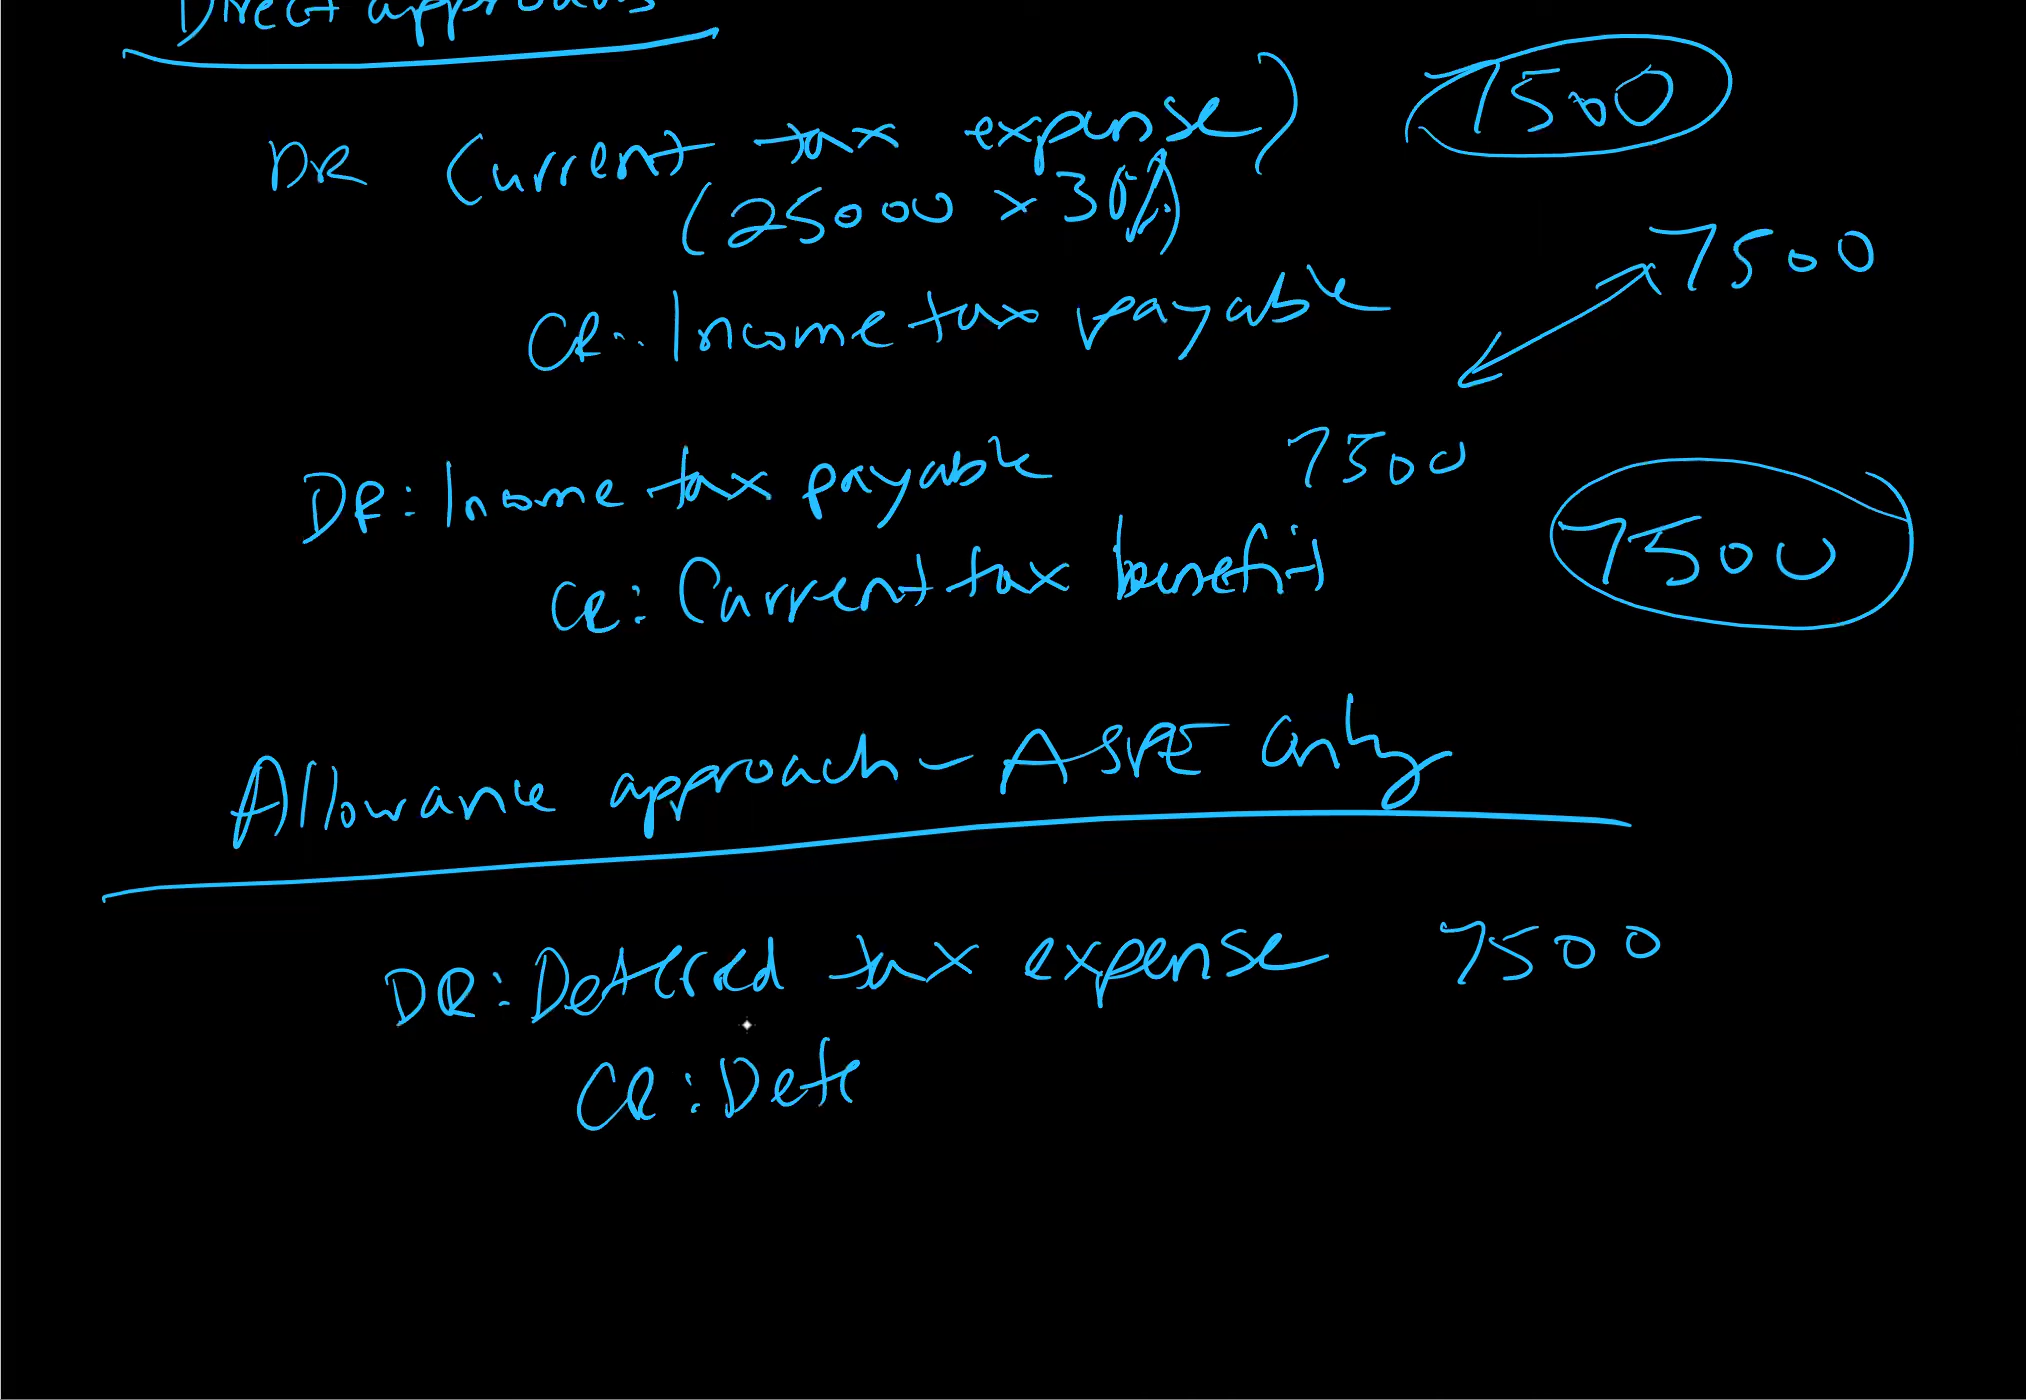 Direct approach
DR Current tax expense) 7500
(25000 × 30%)
CR: Income tax payable 7500
DR: Income tax payable 7500
CR: Current tax benefit 7500
Allowance approach - ASPE only
DR: Deferred tax expense 7500
CR: Defe